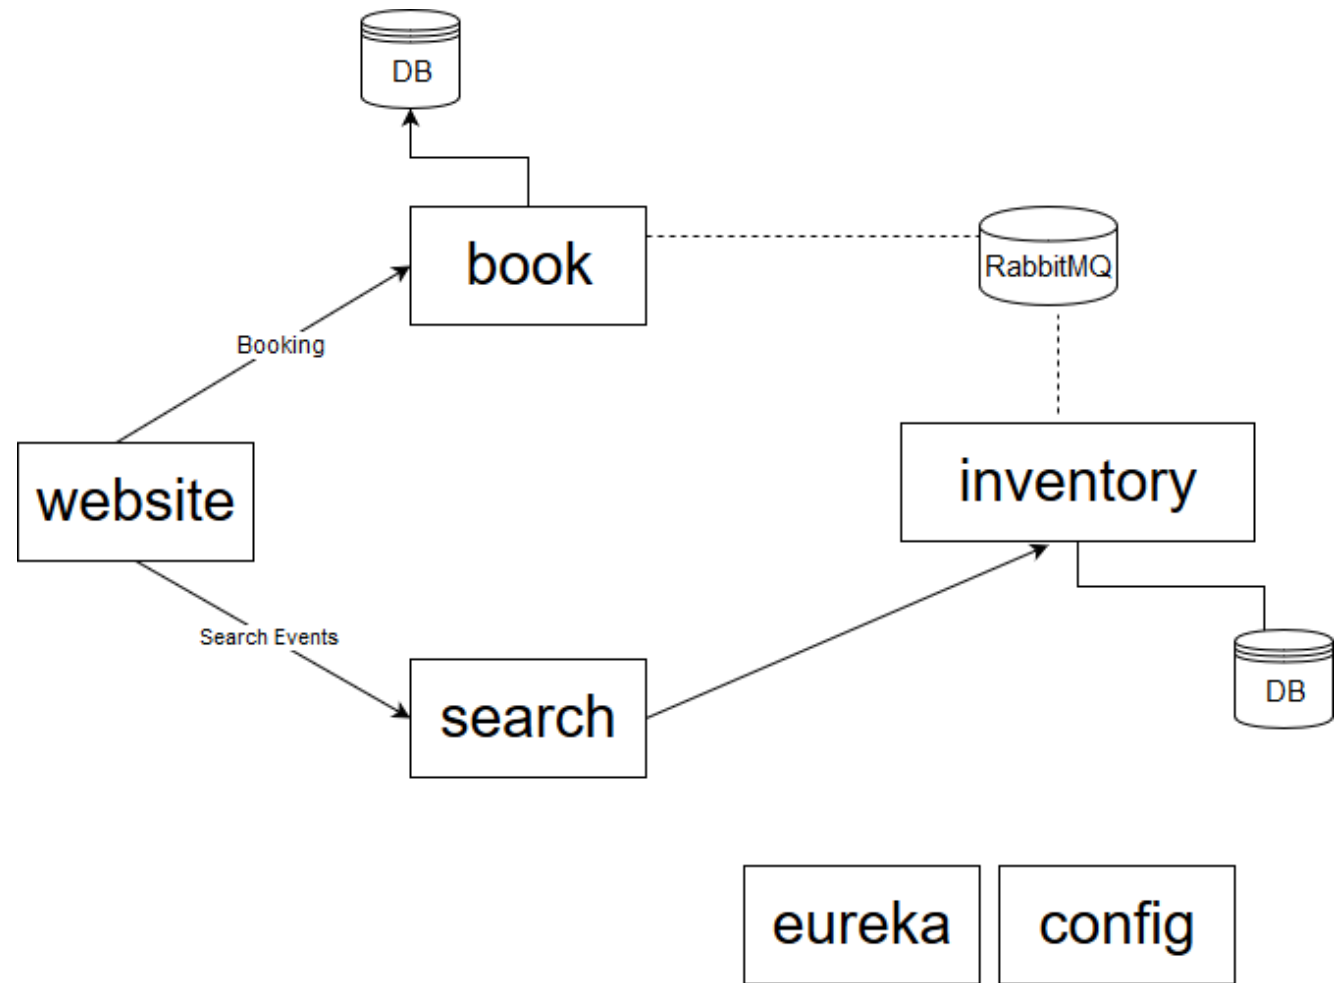 DB
book
RabbitMQ
Booking
website
inventory
Search Events
search
DB
eureka
config